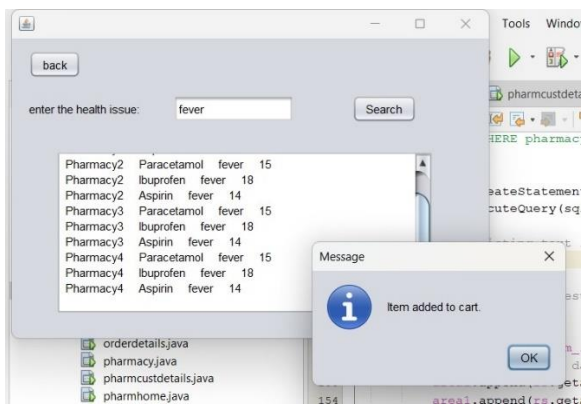 Tools Windo
back
pharmcustdeta
enter the health issue: fever Search
HERE pharmac
Pharmacy2 Paracetamol fever 15
Pharmacy2 Ibuprofen fever 18
Pharmacy2 Aspirin fever 14
Pharmacy3 Paracetamol fever 15
Pharmacy3 Ibuprofen fever 18
Pharmacy3 Aspirin fever 14
Pharmacy4 Paracetamol fever 15
Pharmacy4 Ibuprofen fever 18
Pharmacy4 Aspirin fever 14
eateStatement
cuteQuery(sq
Message
Item added to cart.
OK
orderdetails.java
pharmacy.java
pharmcustdetails.java
pharmhome.java
154 area1.append(rs.get